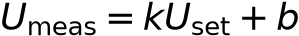 U_meas = kU_set + b